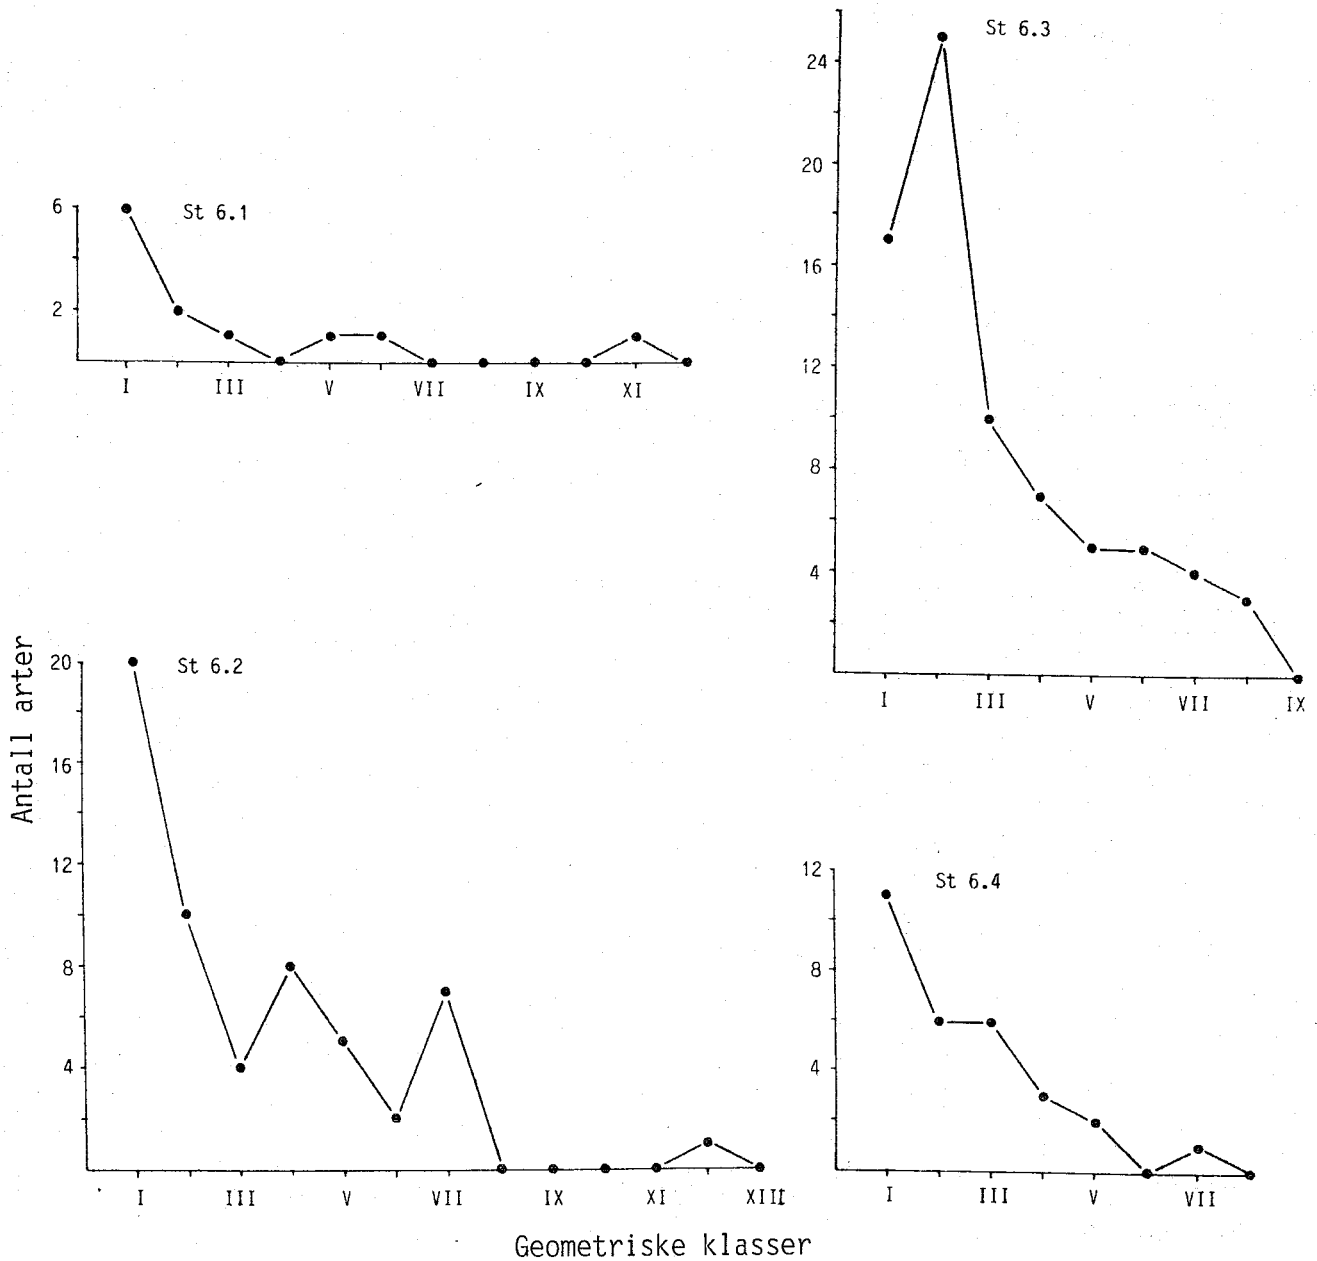 St 6.1
6
2
I III V VII IX XI
St 6.3
24
20
16
12
8
4
I III V VII IX
Antall arter
St 6.2
20
16
12
8
4
I III V VII IX XI XIII
St 6.4
12
8
4
I III V VII
Geometriske klasser